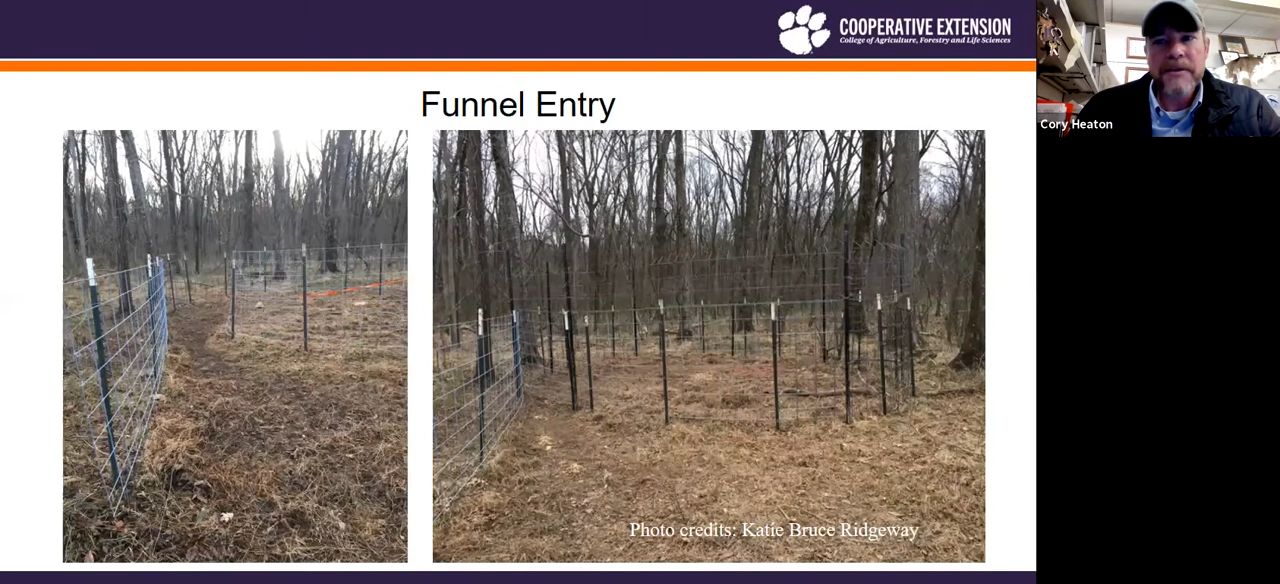 COOPERATIVE EXTENSION
College of Agriculture, Forestry and Life Sciences
Cory Heaton
Funnel Entry
Photo credits: Katie Bruce Ridgeway